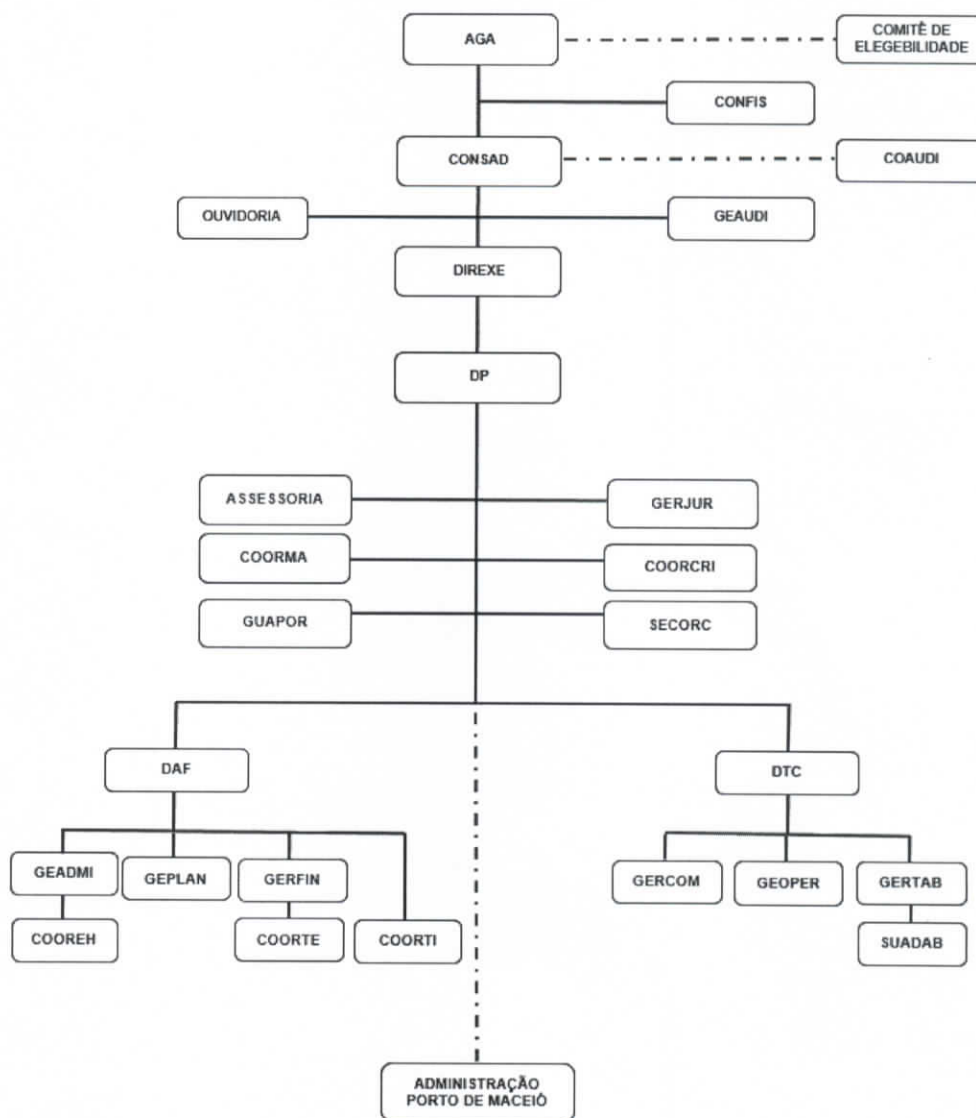 AGA
COMITÊ DE
ELEGEBILIDADE
CONFIS
CONSAD
COAUDI
OUVIDORIA
GEAUDI
DIREXE
DP
ASSESSORIA
GERJUR
COORMA
COORCRI
GUAPOR
SECORC
DAF
DTC
GEADMI
GEPLAN
GERFIN
GERCOM
GEOPER
GERTAB
COOREH
COORTE
COORTI
SUADAB
ADMINISTRAÇÃO
PORTO DE MACEIÓ